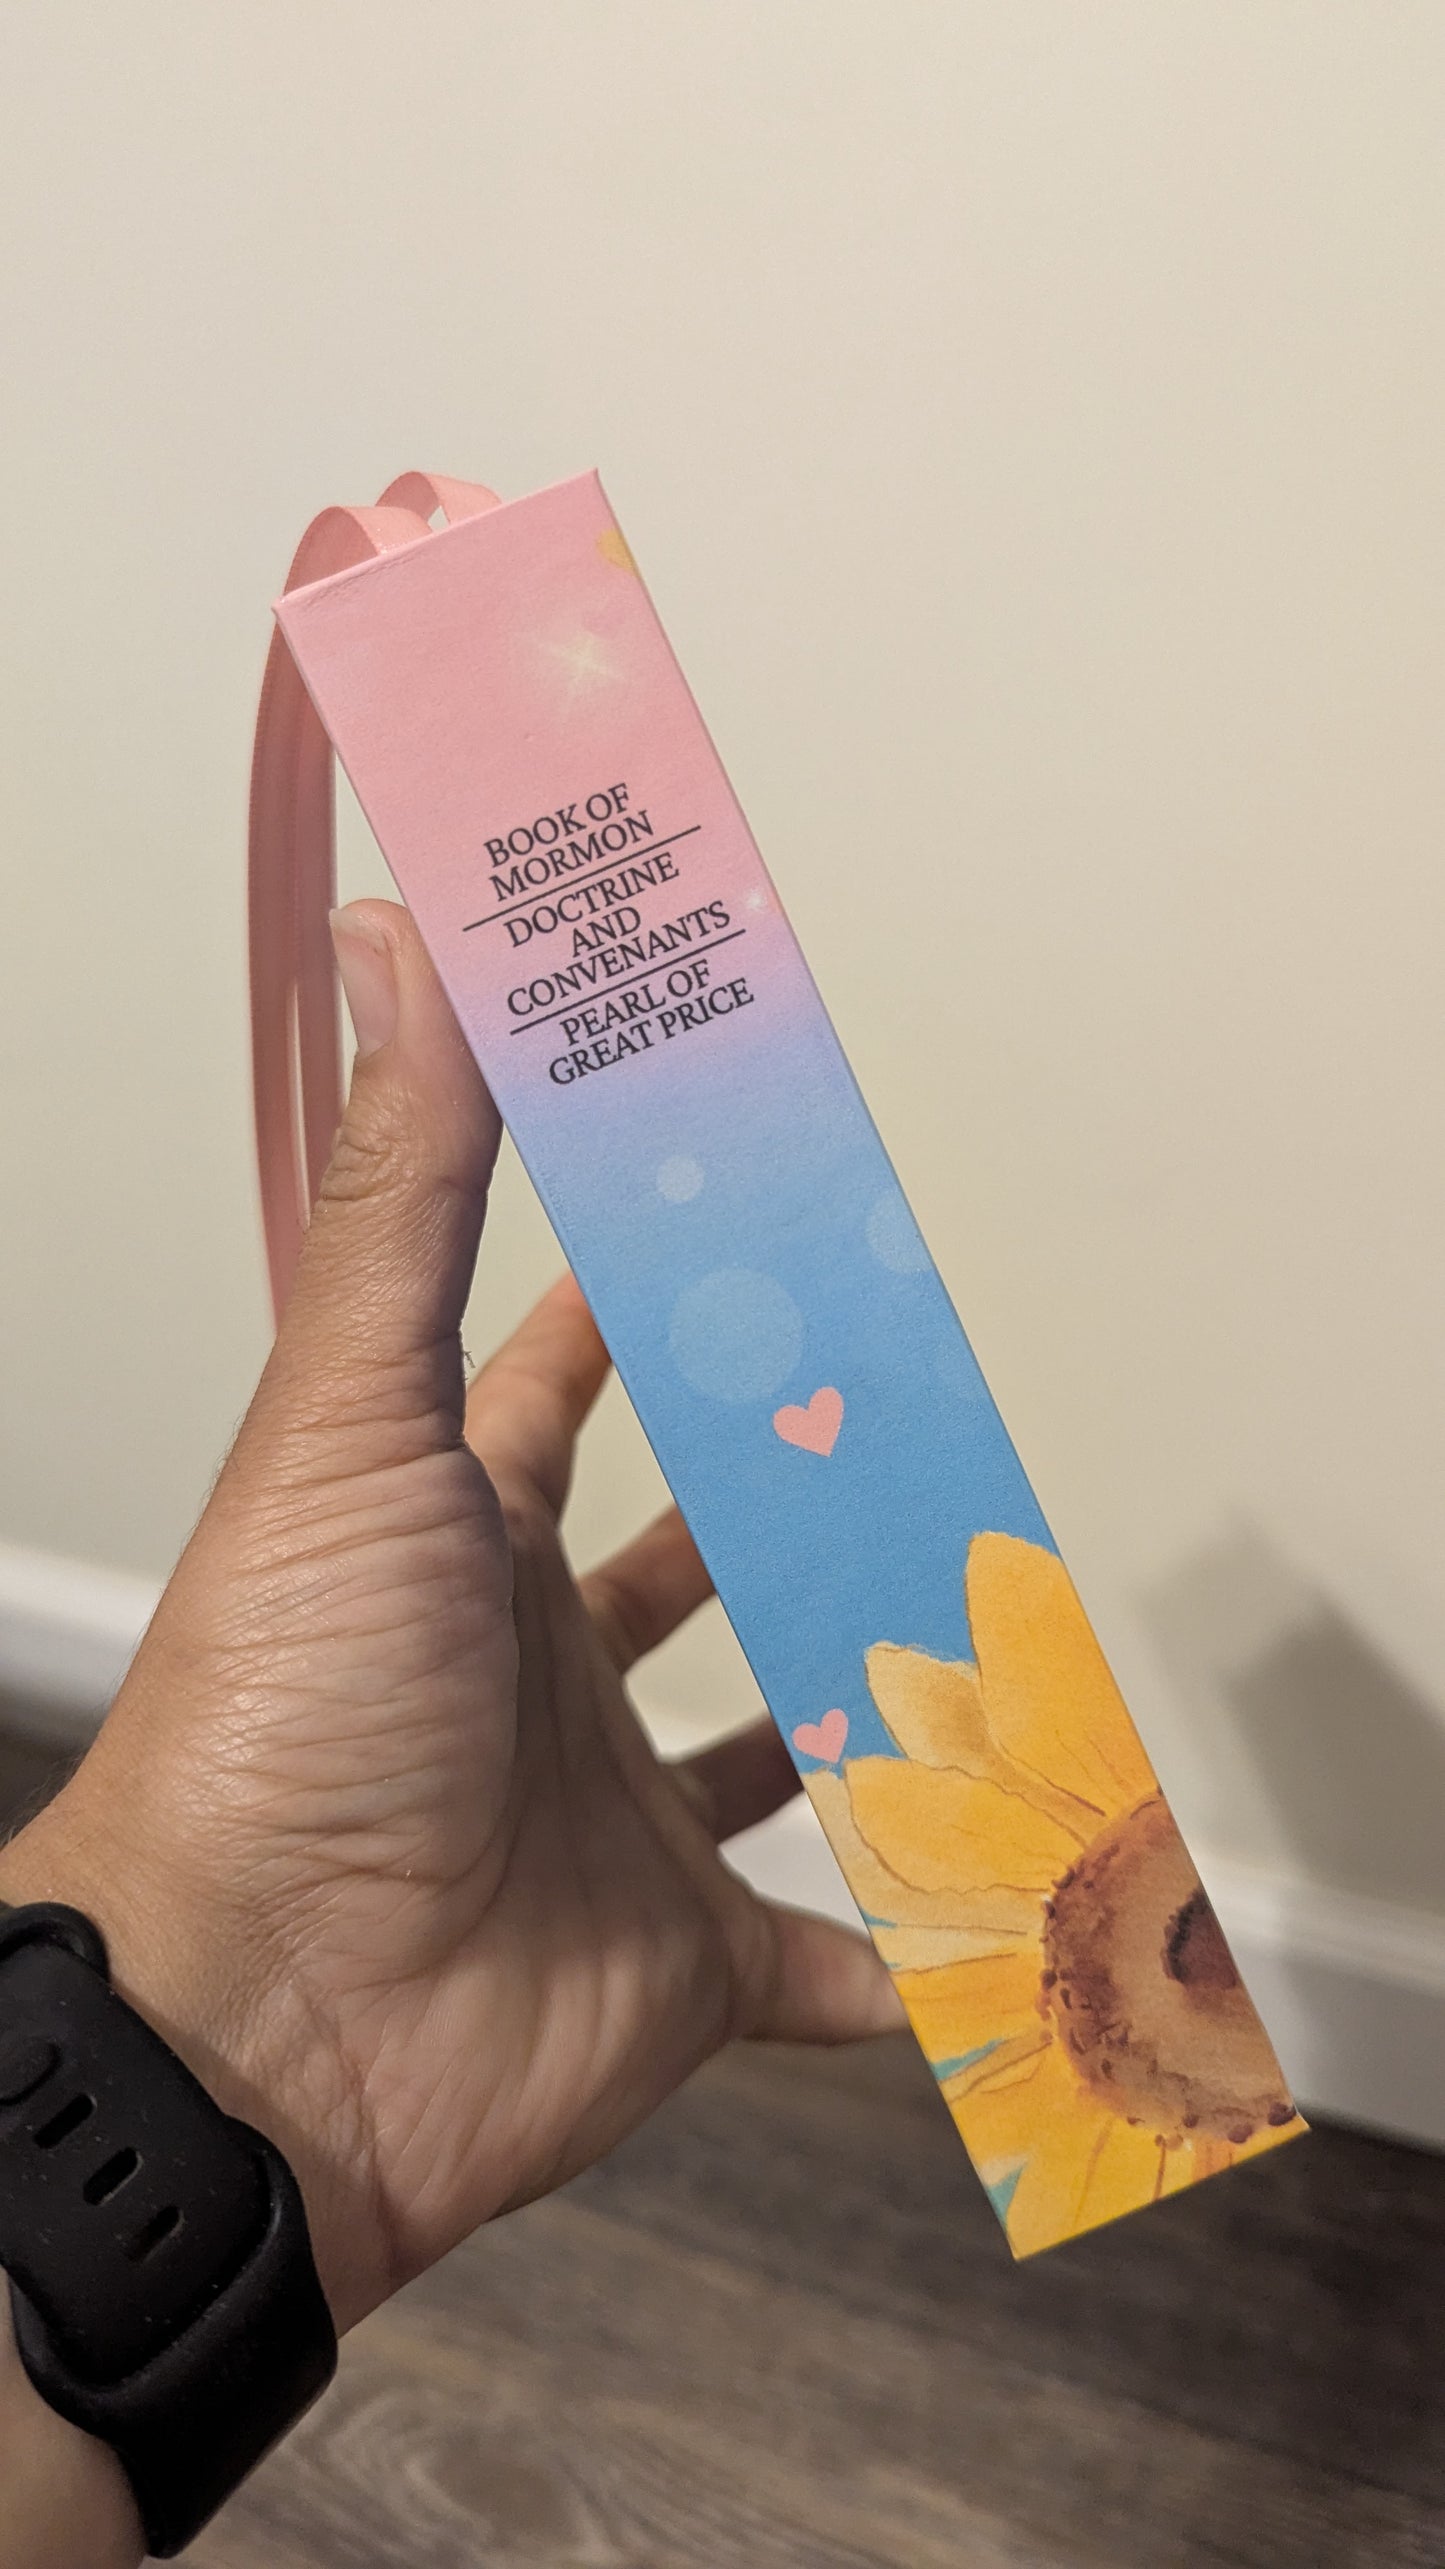 BOOK OF
MORMON
DOCTRINE
AND
CONVENANTS
PEARL OF
GREAT PRICE